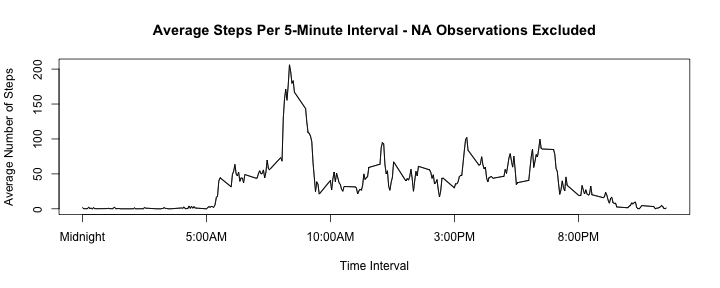 Average Steps Per 5-Minute Interval - NA Observations Excluded
Average Number of Steps
200
150
100
50
0
Midnight 5:00AM 10:00AM 3:00PM 8:00PM
Time Interval